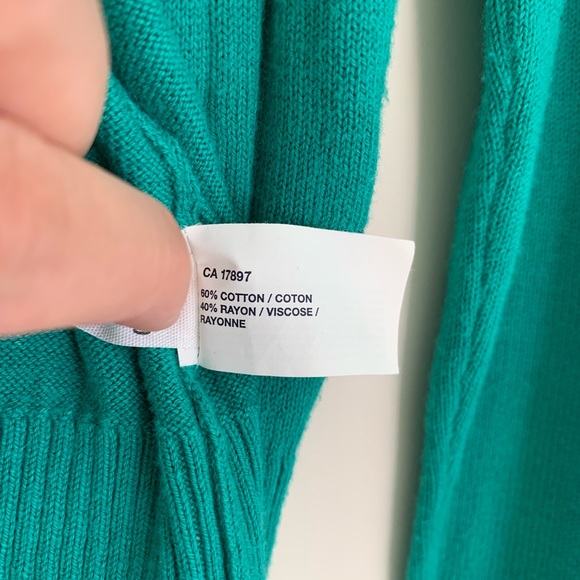 CA 17897
60% COTTON / COTON
40% RAYON / VISCOSE /
RAYONNE